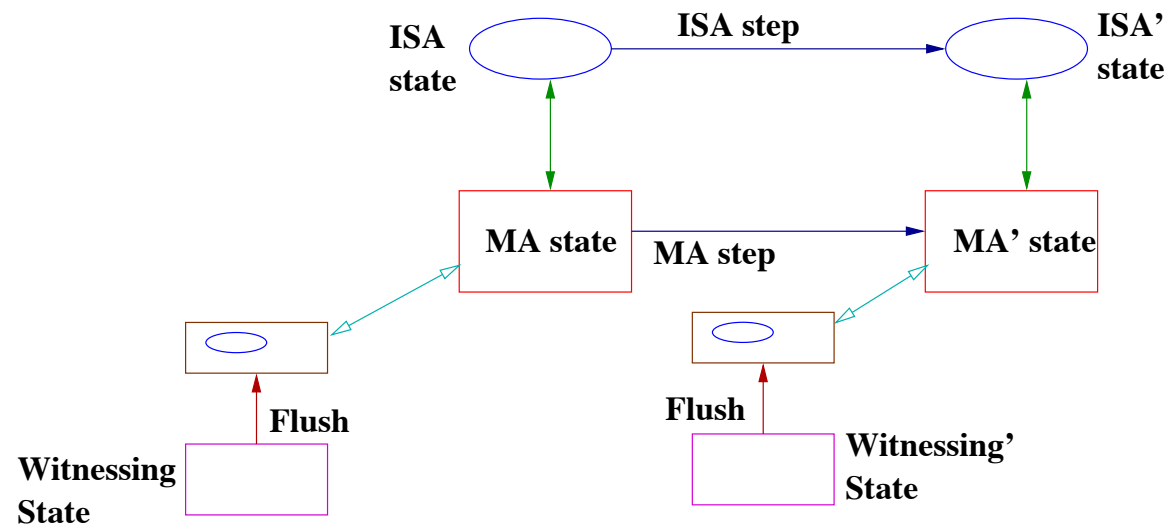 ISA
state
ISA step
ISA’
state
MA state
MA step
MA’ state
Flush
Witnessing
State
Flush
Witnessing’
State